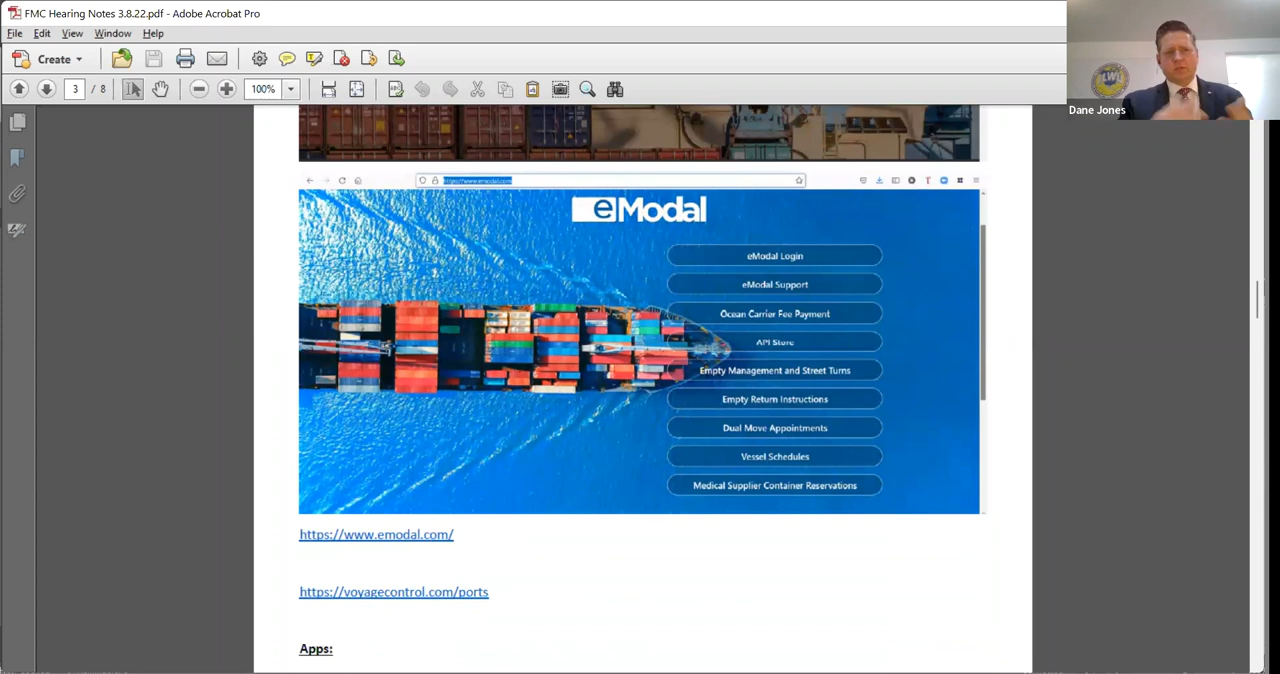 FMC Hearing Notes 3.8.22.pdf - Adobe Acrobat Pro
File Edit View Window Help
Create
3 / 8 100%
LWL
Dane Jones
https://www.emodal.com
eModal
eModal Login
eModal Support
Ocean Carrier Fee Payment
API Store
Empty Management and Street Turns
Empty Return Instructions
Dual Move Appointments
Vessel Schedules
Medical Supplier Container Reservations
https://www.emodal.com/
https://voyagecontrol.com/ports
Apps: